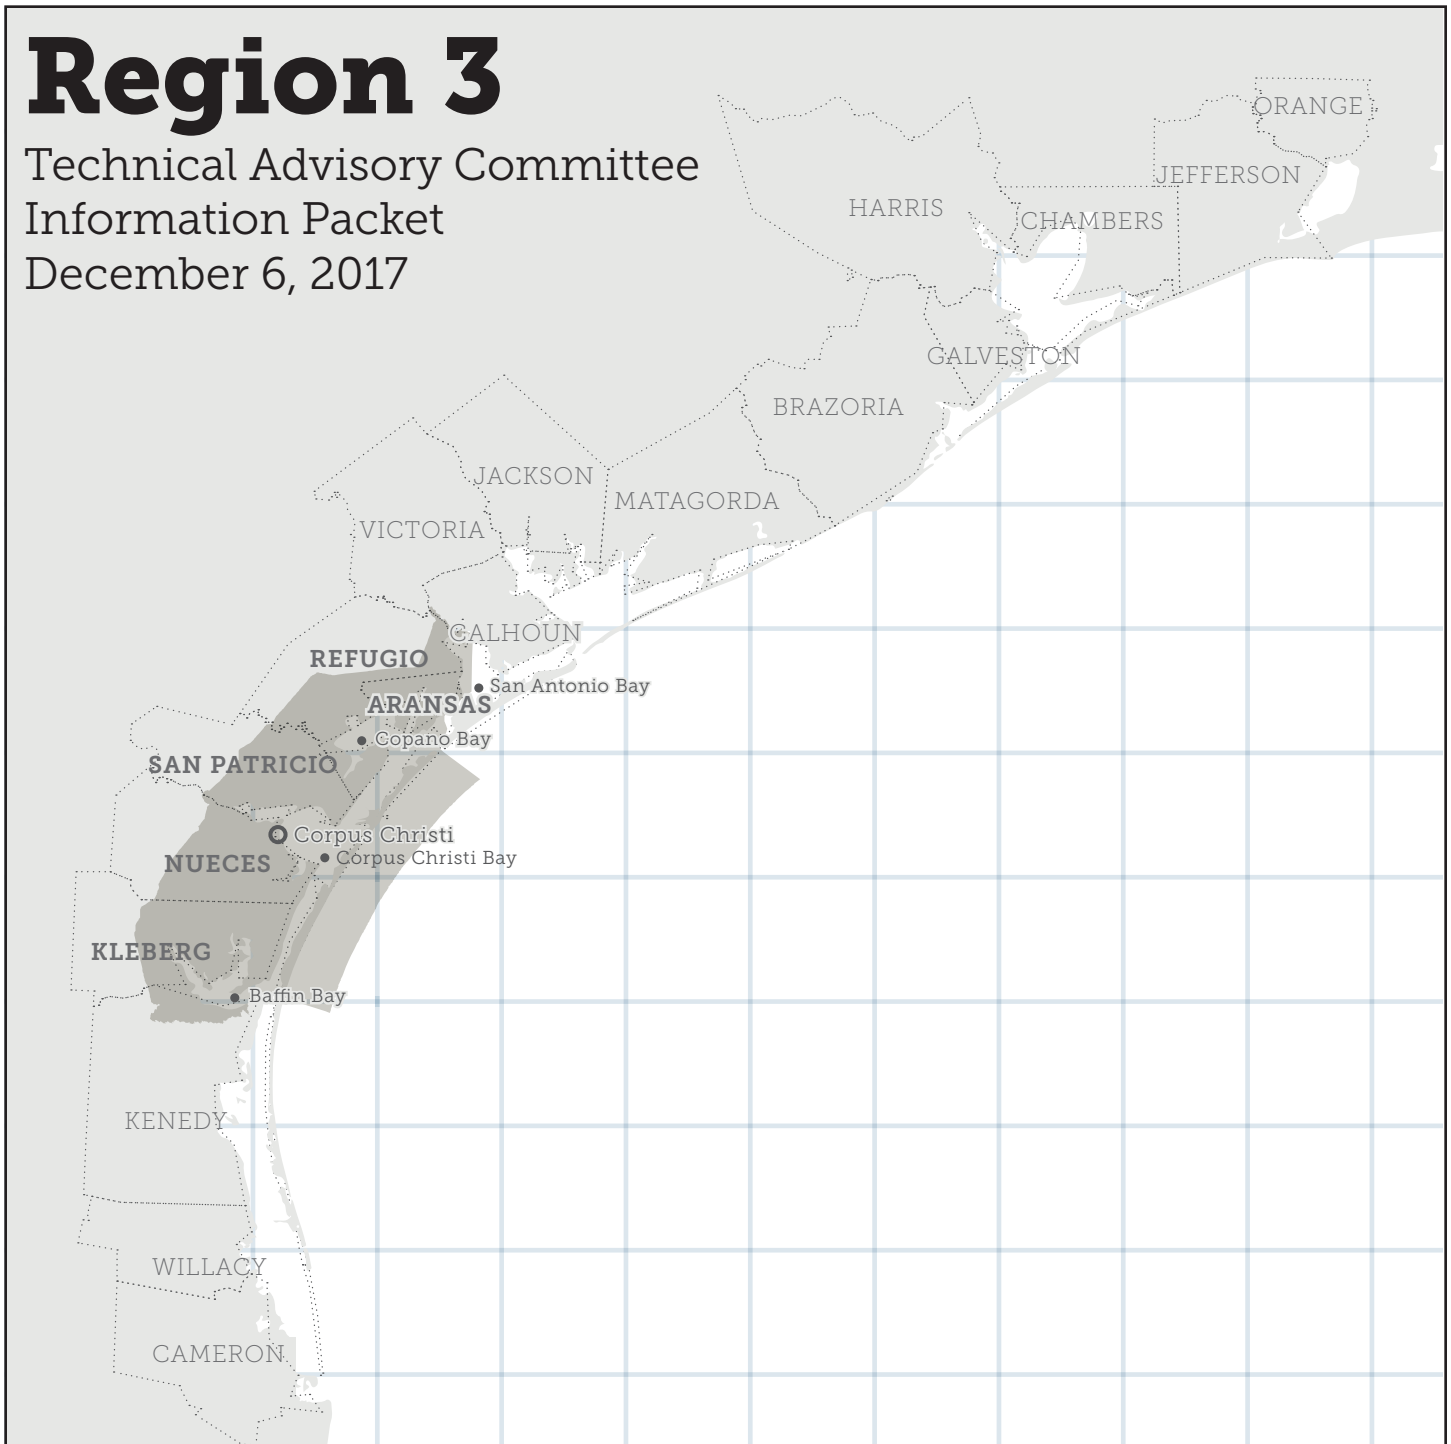 Region 3
Technical Advisory Committee
Information Packet
December 6, 2017
ORANGE
JEFFERSON
HARRIS
CHAMBERS
GALVESTON
BRAZORIA
JACKSON
MATAGORDA
VICTORIA
CALHOUN
REFUGIO
San Antonio Bay
ARANSAS
Copano Bay
SAN PATRICIO
Corpus Christi
Corpus Christi Bay
NUECES
KLEBERG
Baffin Bay
KENEDY
WILLACY
CAMERON